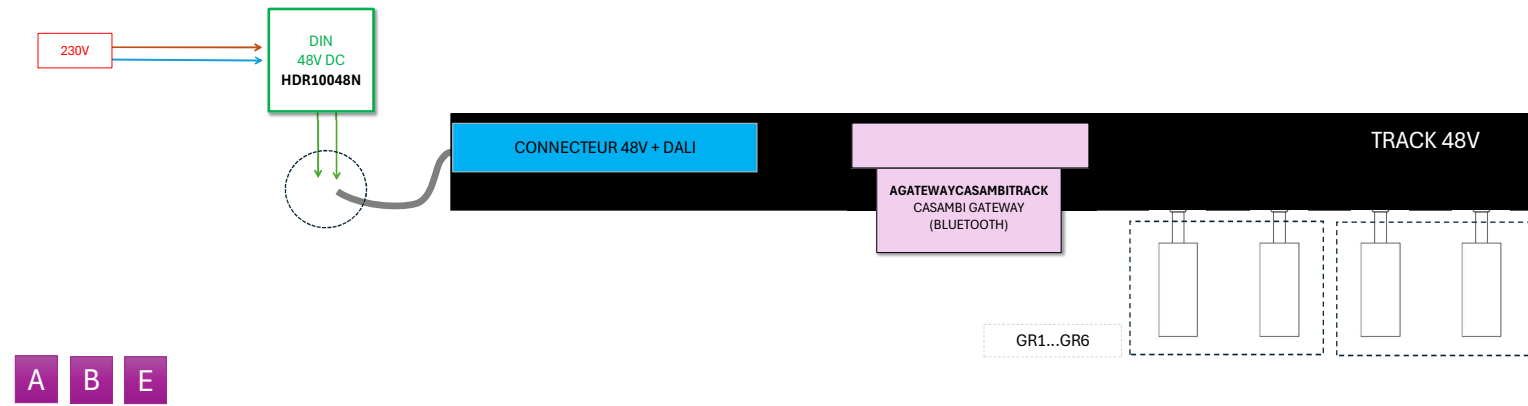 230V
DIN
48V DC
HDR10048N
CONNECTEUR 48V + DALI
TRACK 48V
AGATEWAYCASAMBITRACK
CASAMBI GATEWAY
(BLUETOOTH)
GR1...GR6
A B E